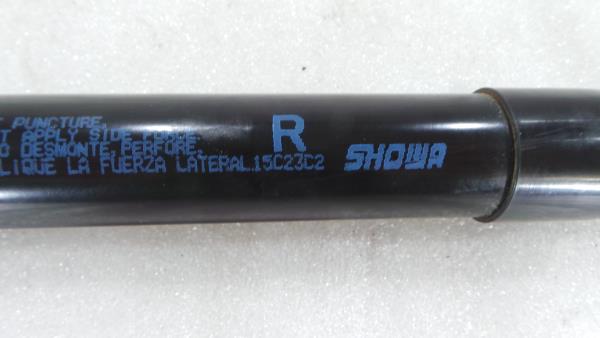 PUNCTURE.
APPLY SIDE FORCE.
DESMONTE, PERFORE,
LIQUE LA FUERZA LATERAL.15C23C2
R
SHOWA